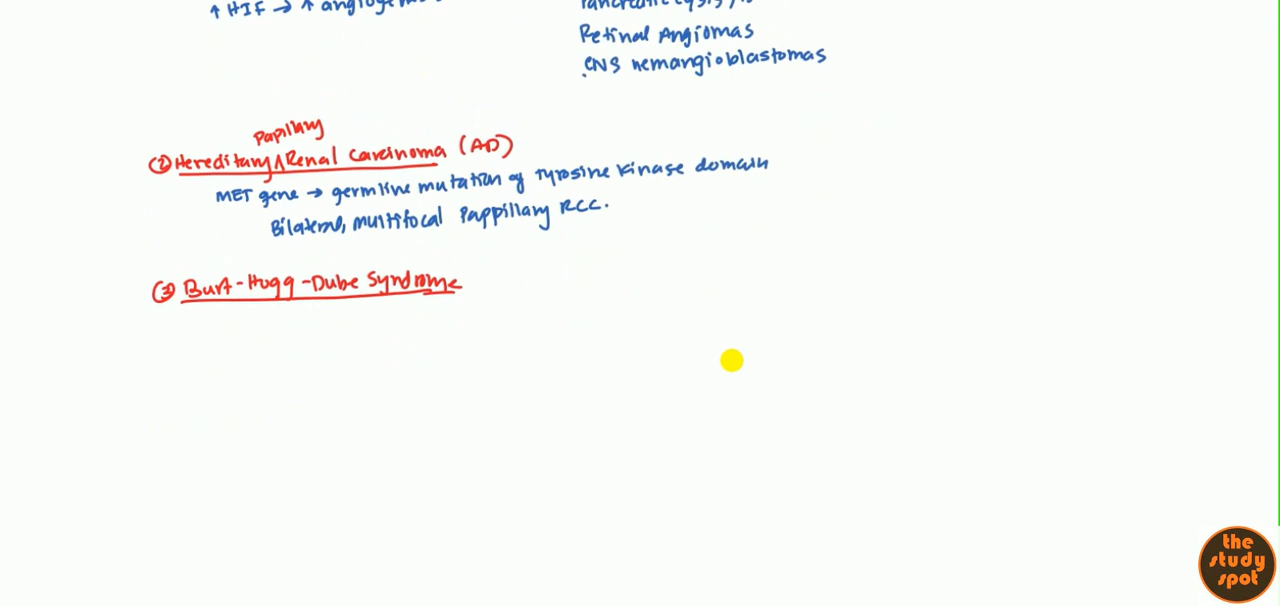 ↑ HIF → ↑
Retinal Angiomas
CNS hemangioblastomas
Papillary
② Hereditary ^ Renal Carcinoma (AD)
MET gene → germline mutation of Tyrosine Kinase domain
Bilateral, multifocal Pappillary RCC.
③ Burt-Hogg-Dube Syndrome
the
study
spot